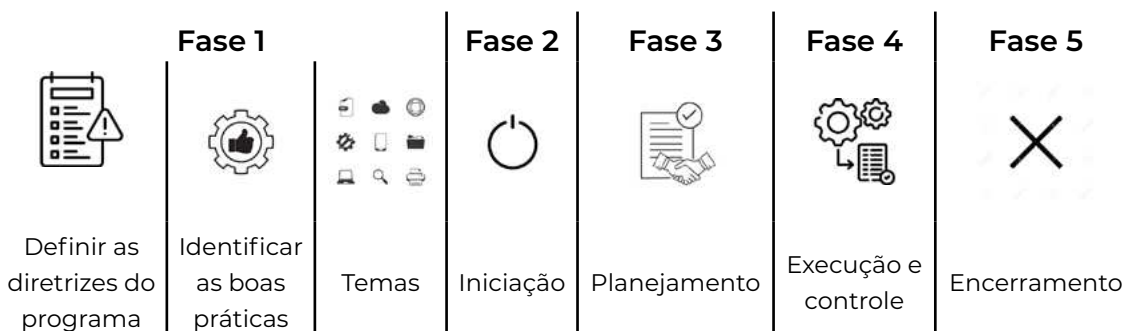 Fase 1
Fase 2
Fase 3
Fase 4
Fase 5
Definir as
diretrizes do
programa
Identificar
as boas
práticas
Temas
Iniciação
Planejamento
Execução e
controle
Encerramento